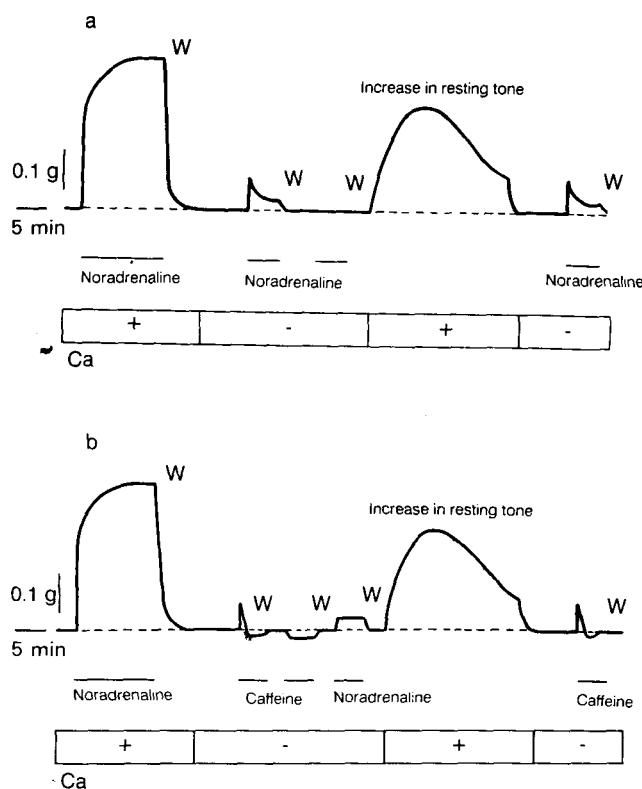 a
W
Increase in resting tone
0.1 g
W W W
5 min
Noradrenaline Noradrenaline Noradrenaline
+ - + -
Ca
b
W
Increase in resting tone
0.1 g
W W W W
5 min
Noradrenaline Caffeine Noradrenaline Caffeine
+ - + -
Ca